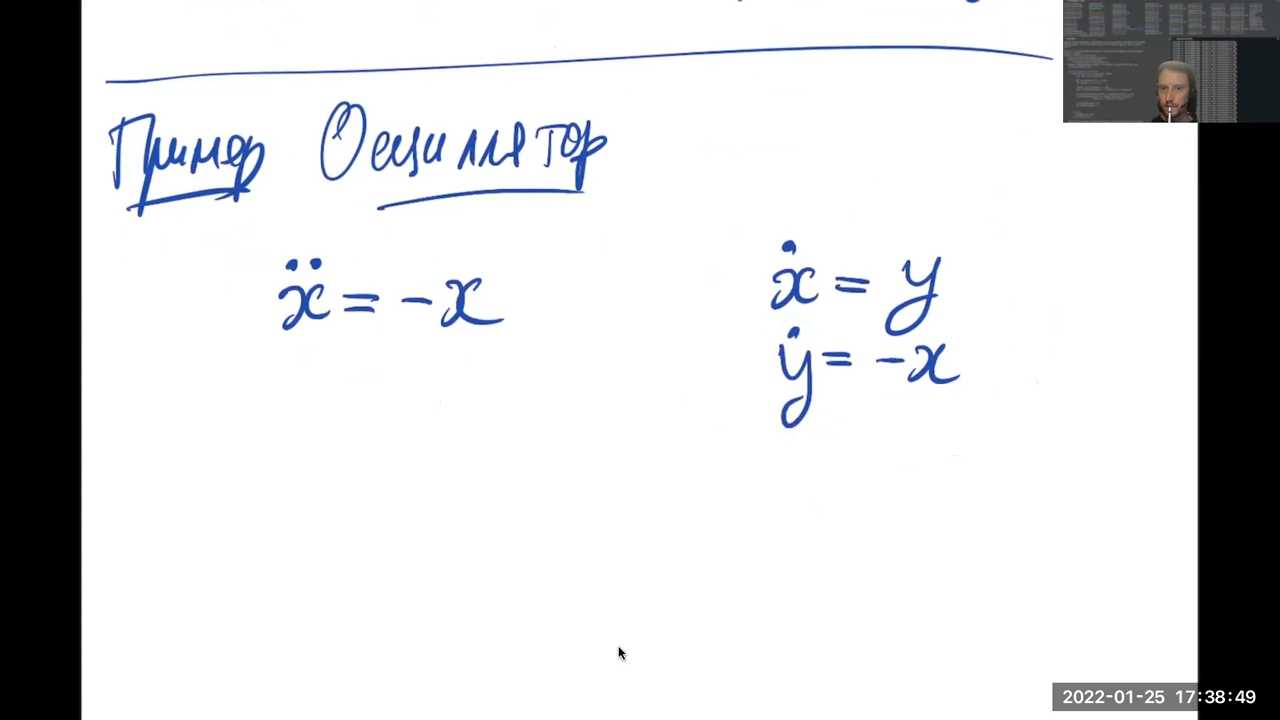 Пример Осциллятор
ẍ = -x
ẋ = y
ẏ = -x
2022-01-25 17:38:49